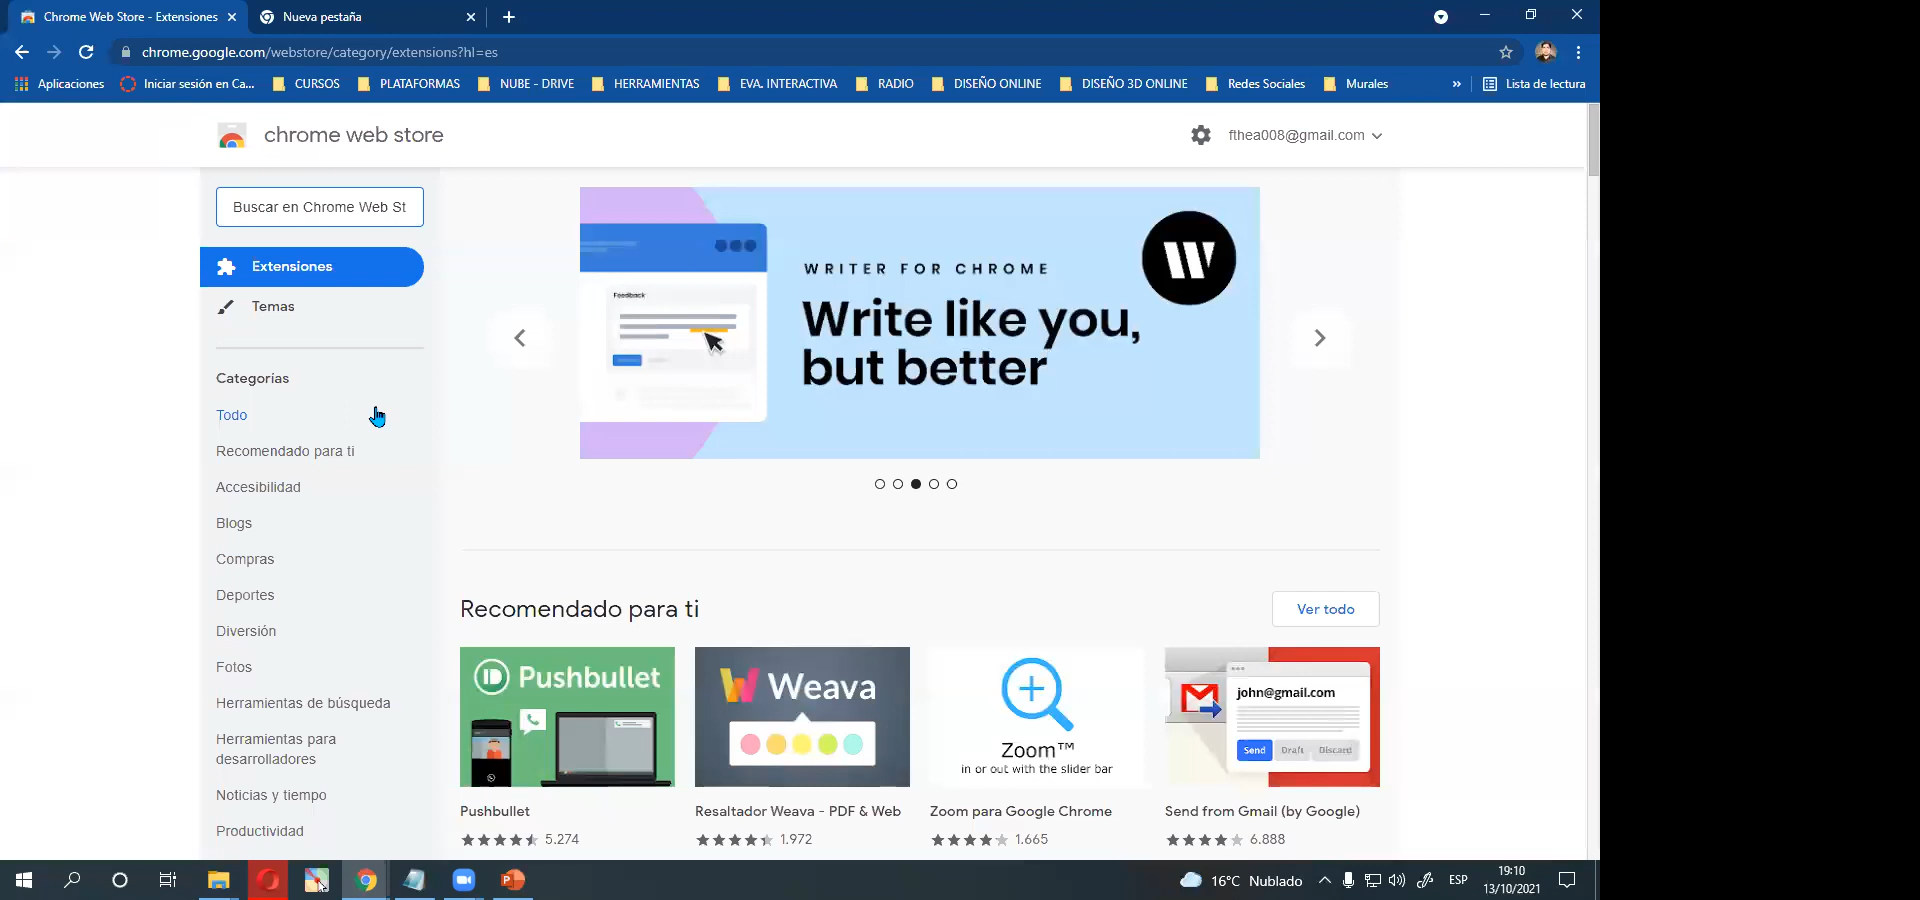 Chrome Web Store - Extensiones
Nueva pestaña
chrome.google.com/webstore/category/extensions?hl=es
Aplicaciones
Iniciar sesión en Ca...
CURSOS
PLATAFORMAS
NUBE - DRIVE
HERRAMIENTAS
EVA. INTERACTIVA
RADIO
DISEÑO ONLINE
DISEÑO 3D ONLINE
Redes Sociales
Murales
»
Lista de lectura
chrome web store
fthea008@gmail.com
Buscar en Chrome Web St
Extensiones
Temas
Categorías
Todo
Recomendado para ti
Accesibilidad
Blogs
Compras
Deportes
Diversión
Fotos
Herramientas de búsqueda
Herramientas para
desarrolladores
Noticias y tiempo
Productividad
Feedback
WRITER FOR CHROME
Write like you,
but better
W
Recomendado para ti
Ver todo
Pushbullet
Weava
Zoom™
in or out with the slider bar
john@gmail.com
Send
Draft
Discard
Pushbullet
5.274
Resaltador Weava - PDF & Web
1.972
Zoom para Google Chrome
1.665
Send from Gmail (by Google)
6.888
16°C Nublado
ESP
19:10
13/10/2021